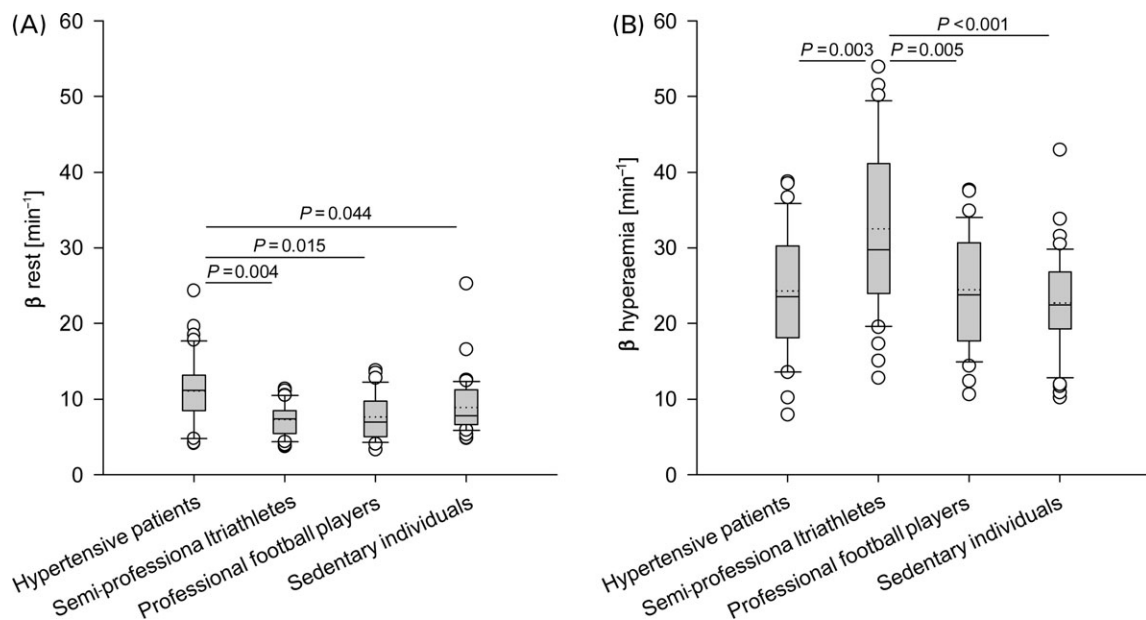 (A)
60
50
40
30
20
10
0
β rest [min⁻¹]
P = 0.044
P = 0.015
P = 0.004
Hypertensive patients
Semi-professiona ltriathletes
Professional football players
Sedentary individuals
(B)
60
50
40
30
20
10
0
β hyperaemia [min⁻¹]
P < 0.001
P = 0.003
P = 0.005
Hypertensive patients
Semi-professiona ltriathletes
Professional football players
Sedentary individuals